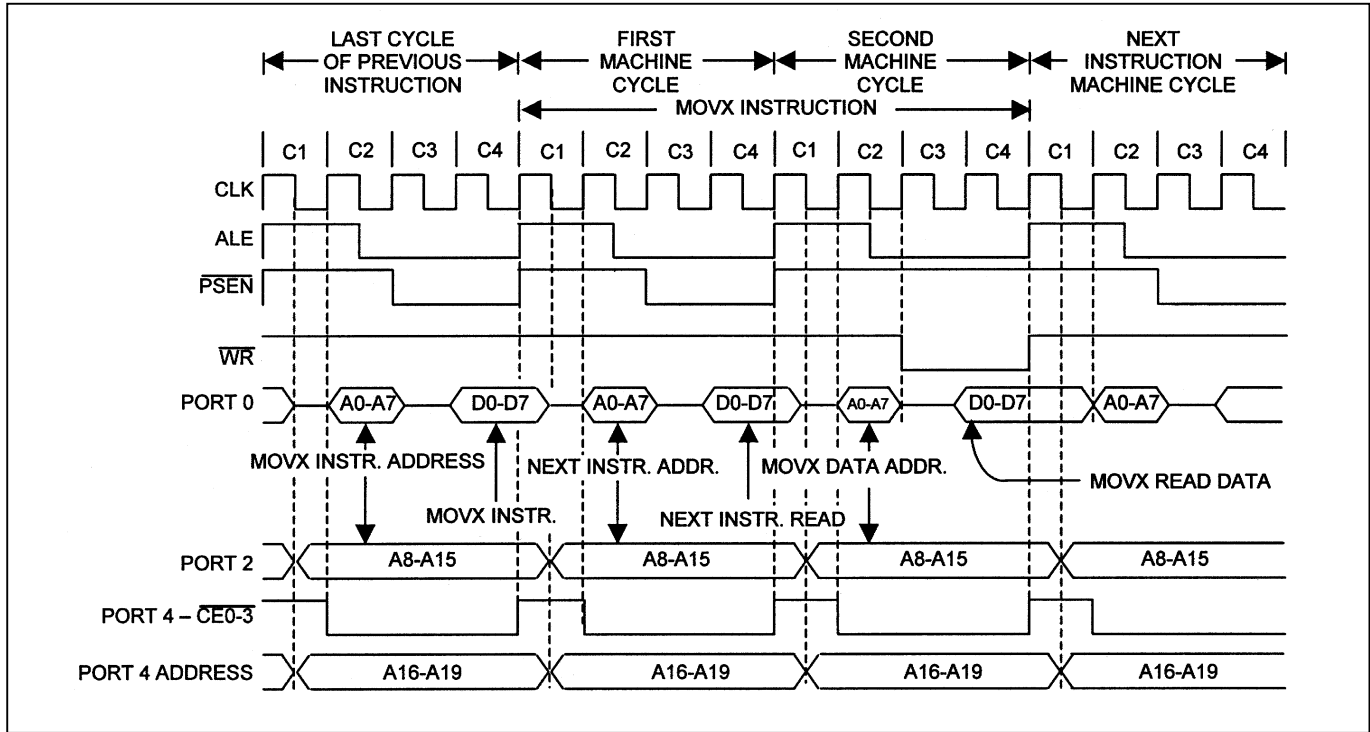 LAST CYCLE OF PREVIOUS INSTRUCTION
FIRST MACHINE CYCLE
SECOND MACHINE CYCLE
NEXT INSTRUCTION MACHINE CYCLE
MOVX INSTRUCTION
C1 C2 C3 C4 C1 C2 C3 C4 C1 C2 C3 C4 C1 C2 C3 C4
CLK
ALE
PSEN
WR
PORT 0 A0-A7 D0-D7 A0-A7 D0-D7 A0-A7 D0-D7 A0-A7
MOVX INSTR. ADDRESS NEXT INSTR. ADDR. MOVX DATA ADDR. MOVX READ DATA
MOVX INSTR. NEXT INSTR. READ
PORT 2 A8-A15 A8-A15 A8-A15 A8-A15
PORT 4 – CE0-3
PORT 4 ADDRESS A16-A19 A16-A19 A16-A19 A16-A19